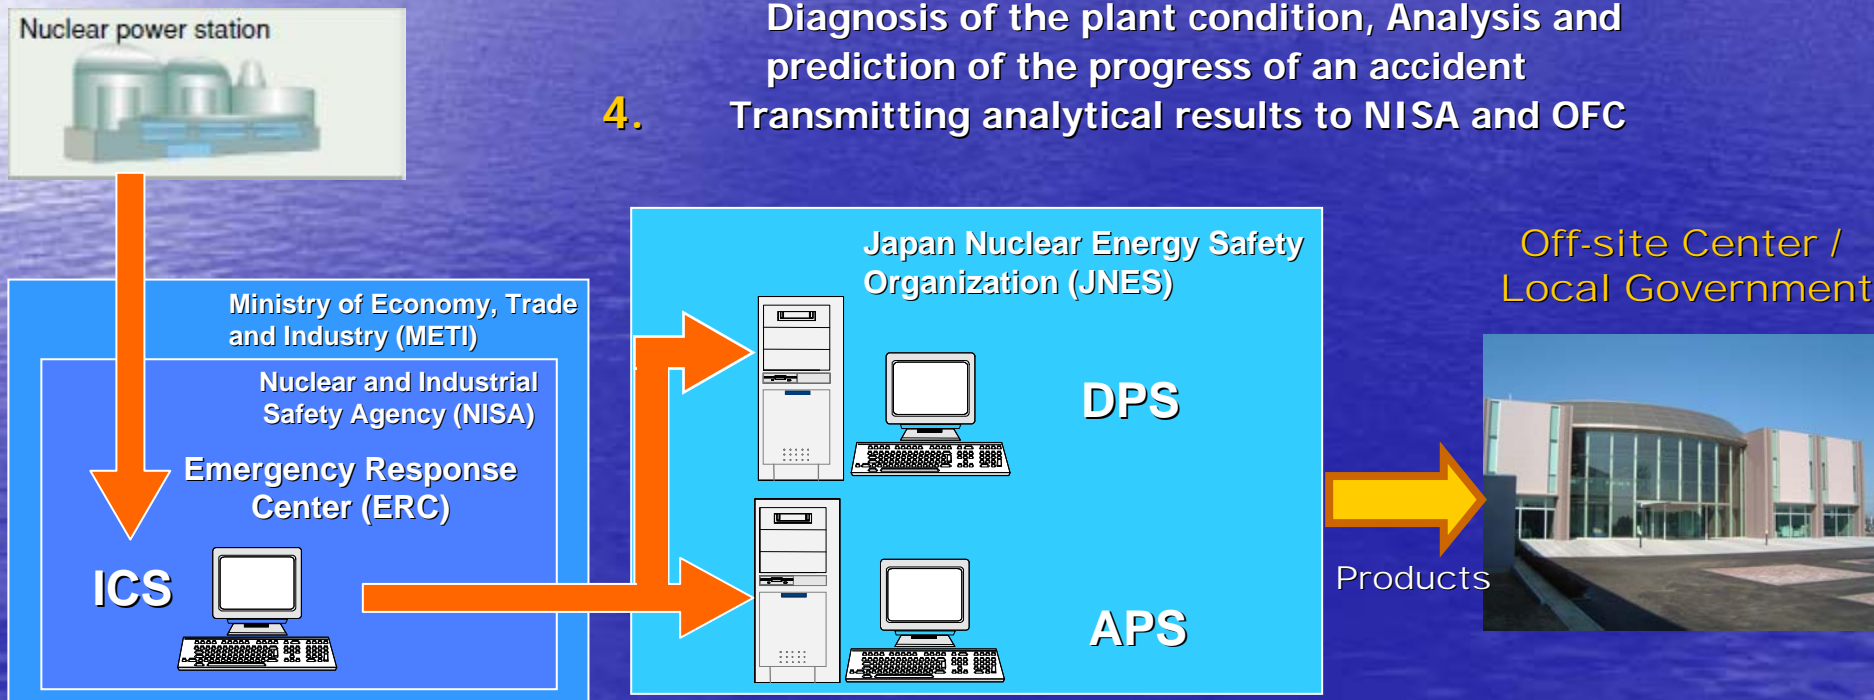 Nuclear power station
Diagnosis of the plant condition, Analysis and
prediction of the progress of an accident
4. Transmitting analytical results to NISA and OFC
Ministry of Economy, Trade
and Industry (METI)
Nuclear and Industrial
Safety Agency (NISA)
Emergency Response
Center (ERC)
ICS
Japan Nuclear Energy Safety
Organization (JNES)
DPS
APS
Products
Off-site Center /
Local Government